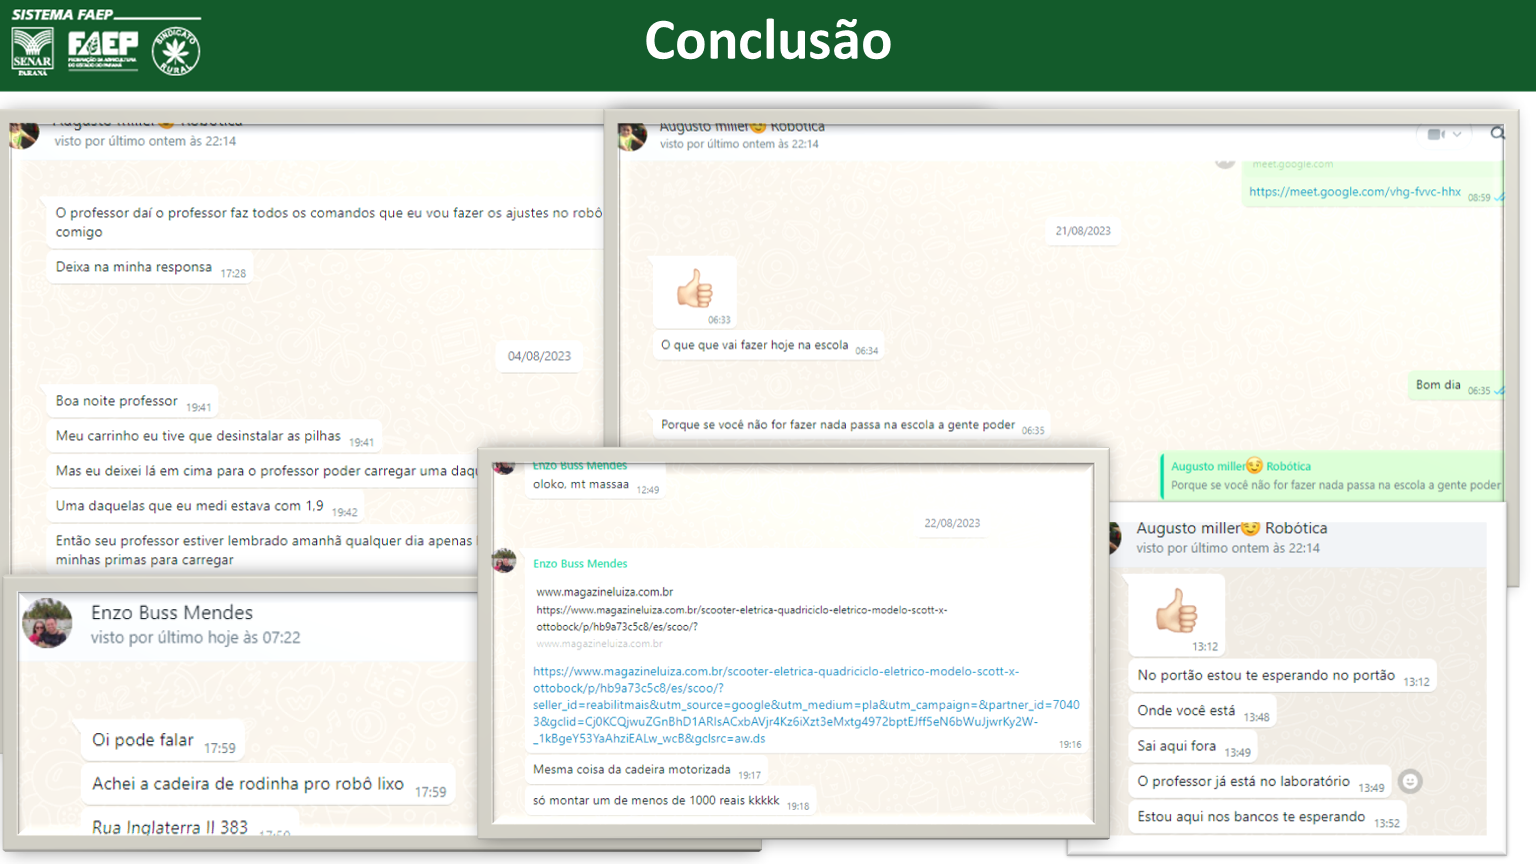 SISTEMA FAEP
SENAR
PARANÁ
FAEP
FEDERAÇÃO DA AGRICULTURA
DO ESTADO DO PARANÁ
SINDICATO
RURAL
Conclusão
Augusto miller😉 Robótica
visto por último ontem às 22:14
O professor daí o professor faz todos os comandos que eu vou fazer os ajustes no robô
comigo
Deixa na minha responsa 17:28
04/08/2023
Boa noite professor 19:41
Meu carrinho eu tive que desinstalar as pilhas 19:41
Mas eu deixei lá em cima para o professor poder carregar uma
Uma daquelas que eu medi estava com 1,9 19:42
Então seu professor estiver lembrado amanhã qualquer dia apenas
minhas primas para carregar
Augusto miller😉 Robótica
visto por último ontem às 22:14
meet.google.com
https://meet.google.com/vhg-fvvc-hhx 08:59
21/08/2023
👍🏻
06:33
O que que vai fazer hoje na escola 06:34
Bom dia 06:35
Porque se você não for fazer nada passa na escola a gente poder 06:35
Augusto miller😉 Robótica
Porque se você não for fazer nada passa na escola a gente poder
Enzo Buss Mendes
visto por último hoje às 07:22
Oi pode falar 17:59
Achei a cadeira de rodinha pro robô lixo 17:59
Rua Inglaterra II 383 17:59
Enzo Buss Mendes
oloko, mt massaa 12:49
22/08/2023
Enzo Buss Mendes
www.magazineluiza.com.br
https://www.magazineluiza.com.br/scooter-eletrica-quadriciclo-eletrico-modelo-scott-x-
ottobock/p/hb9a73c5c8/es/scoo/?
www.magazineluiza.com.br
https://www.magazineluiza.com.br/scooter-eletrica-quadriciclo-eletrico-modelo-scott-x-
ottobock/p/hb9a73c5c8/es/scoo/?
seller_id=reabilitmais&utm_source=google&utm_medium=pla&utm_campaign=&partner_id=7040
3&gclid=Cj0KCQjwuZGnBhD1ARIsACxbAVjr4Kz6iXzt3eMxtg4972bptEJff5eN6bWuJjwrKy2W-
_1kBgeY53YaAhziEALw_wcB&gclsrc=aw.ds
19:16
Mesma coisa da cadeira motorizada 19:17
só montar um de menos de 1000 reais kkkkk 19:18
Augusto miller😉 Robótica
visto por último ontem às 22:14
👍🏻
13:12
No portão estou te esperando no portão 13:12
Onde você está 13:48
Sai aqui fora 13:49
O professor já está no laboratório 13:49
Estou aqui nos bancos te esperando 13:52